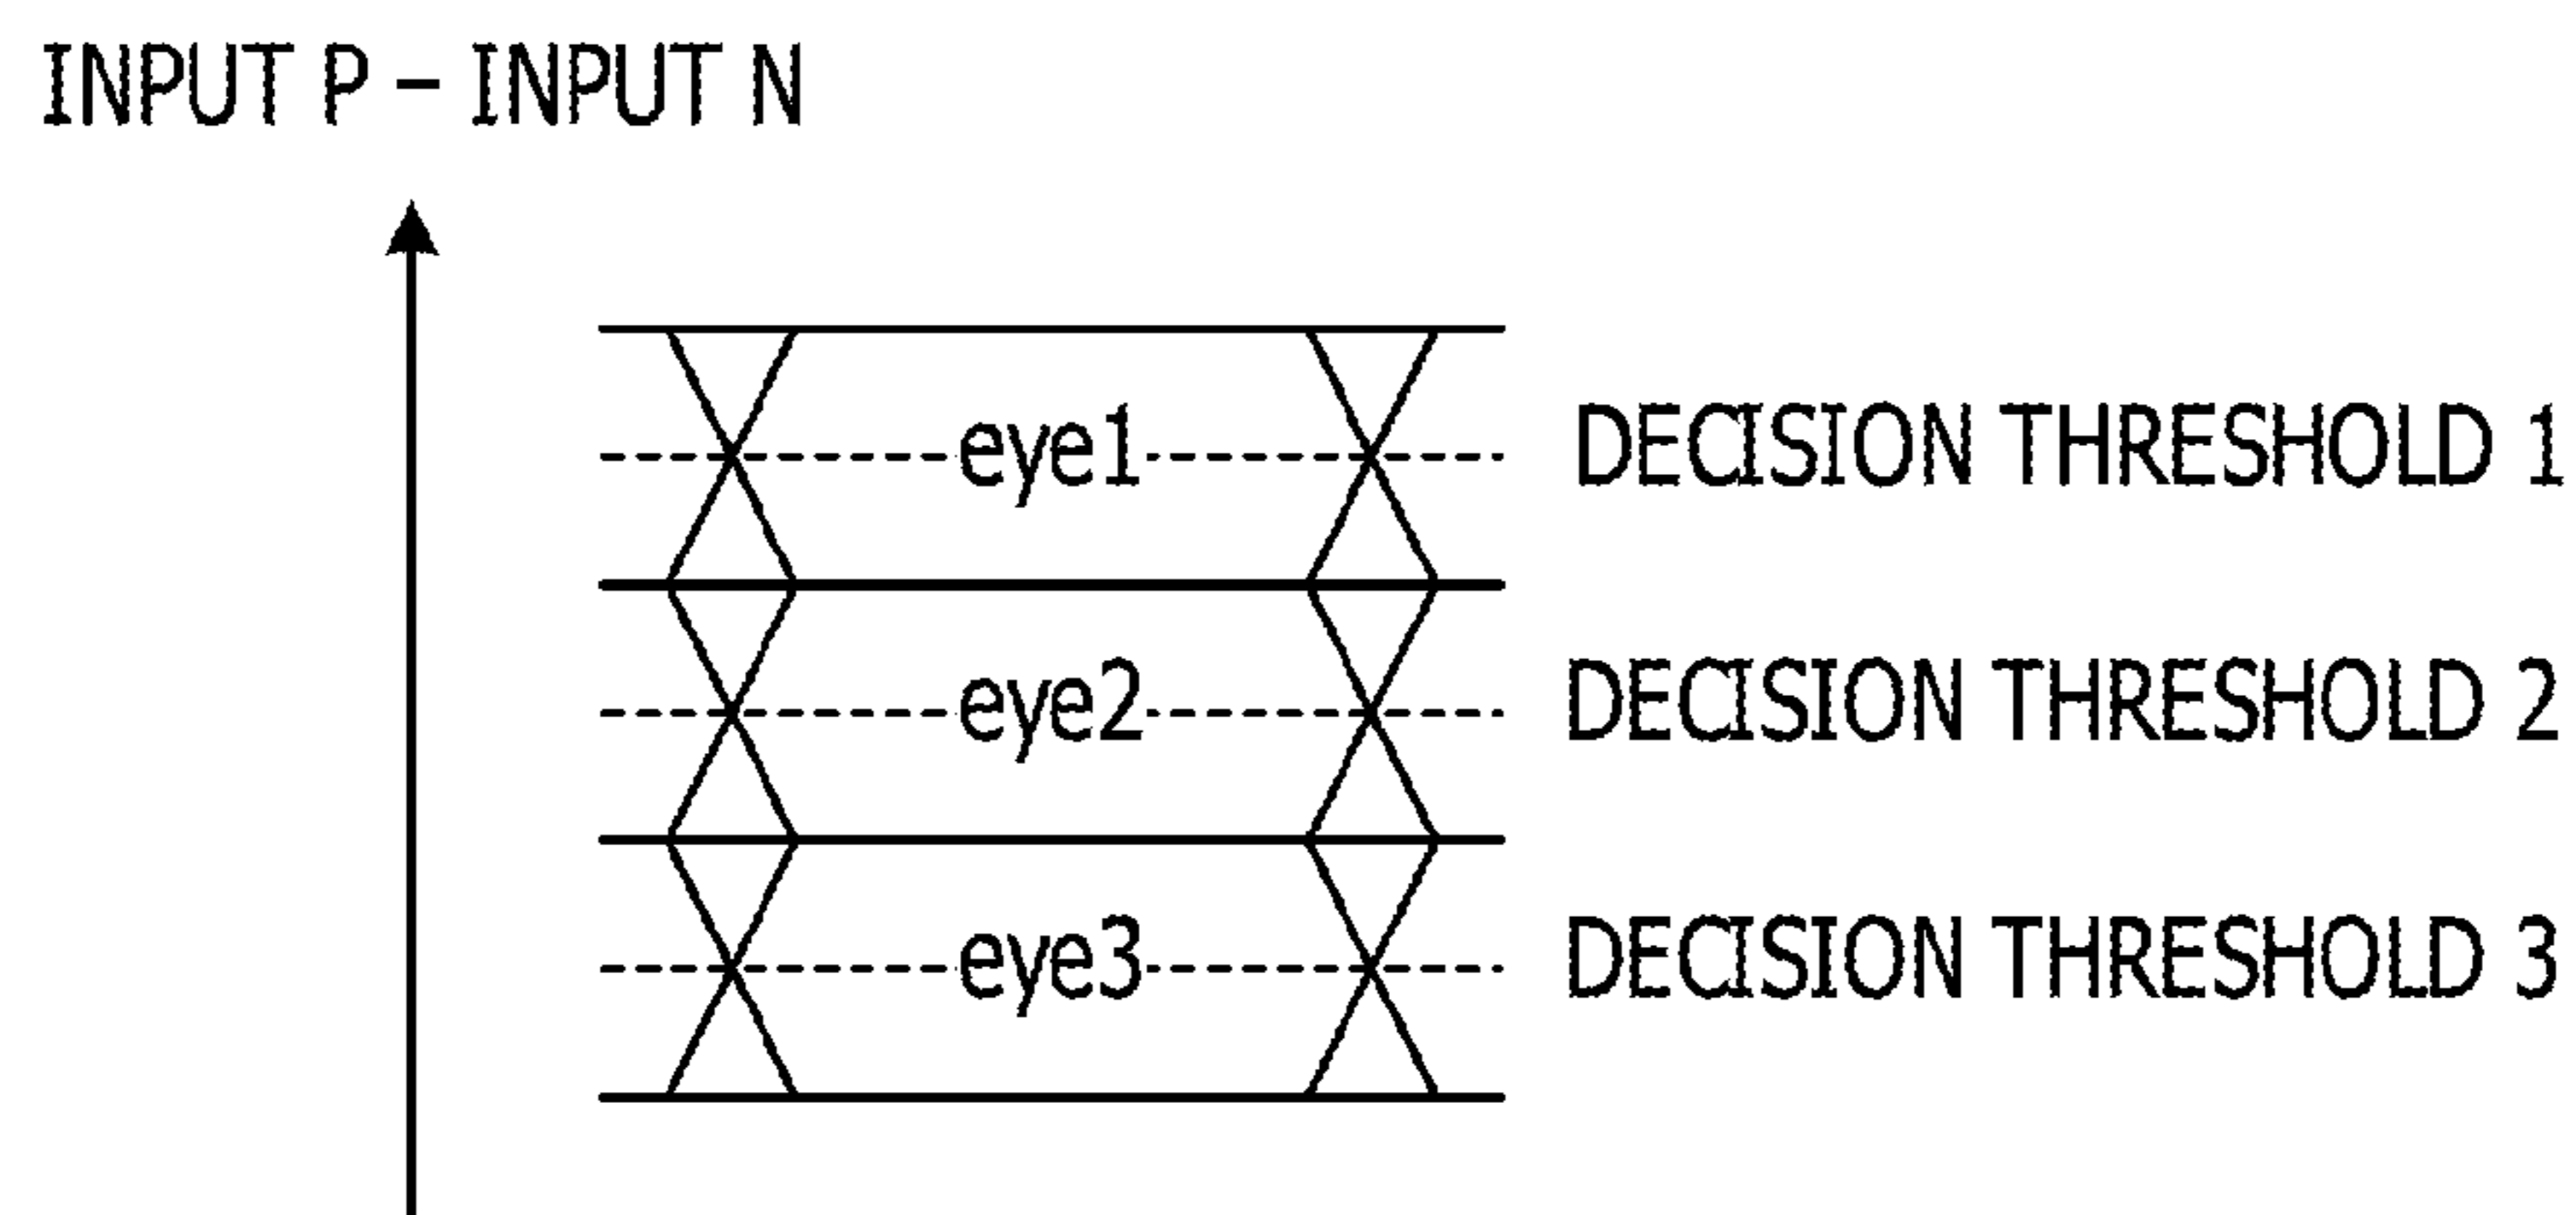 INPUT P – INPUT N
eye1 DECISION THRESHOLD 1
eye2 DECISION THRESHOLD 2
eye3 DECISION THRESHOLD 3